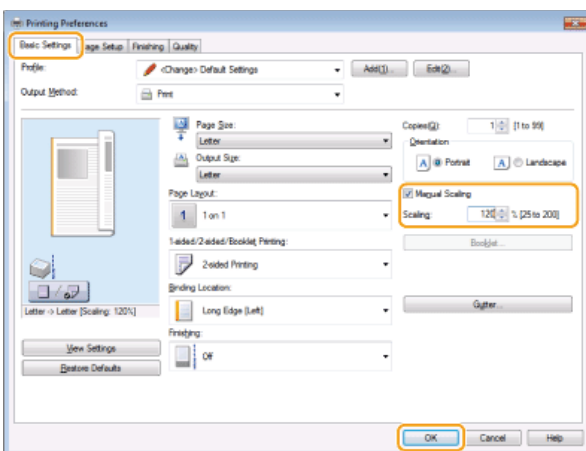 Printing Preferences
Basic Settings Page Setup Finishing Quality
Profile: <Change> Default Settings Add(1)... Edit(2)...
Output Method: Print
Page Size: Copies(Q): 1 [1 to 99]
Letter Orientation
Output Size: A Portrait A Landscape
Letter
Page Layout: Manual Scaling
1 1 on 1 Scaling: 120 % [25 to 200]
1-sided/2-sided/Booklet Printing: Booklet...
2-sided Printing
Binding Location:
Long Edge [Left] Gutter...
Letter -> Letter [Scaling: 120%]
Finishing:
View Settings Off
Restore Defaults
OK Cancel Help